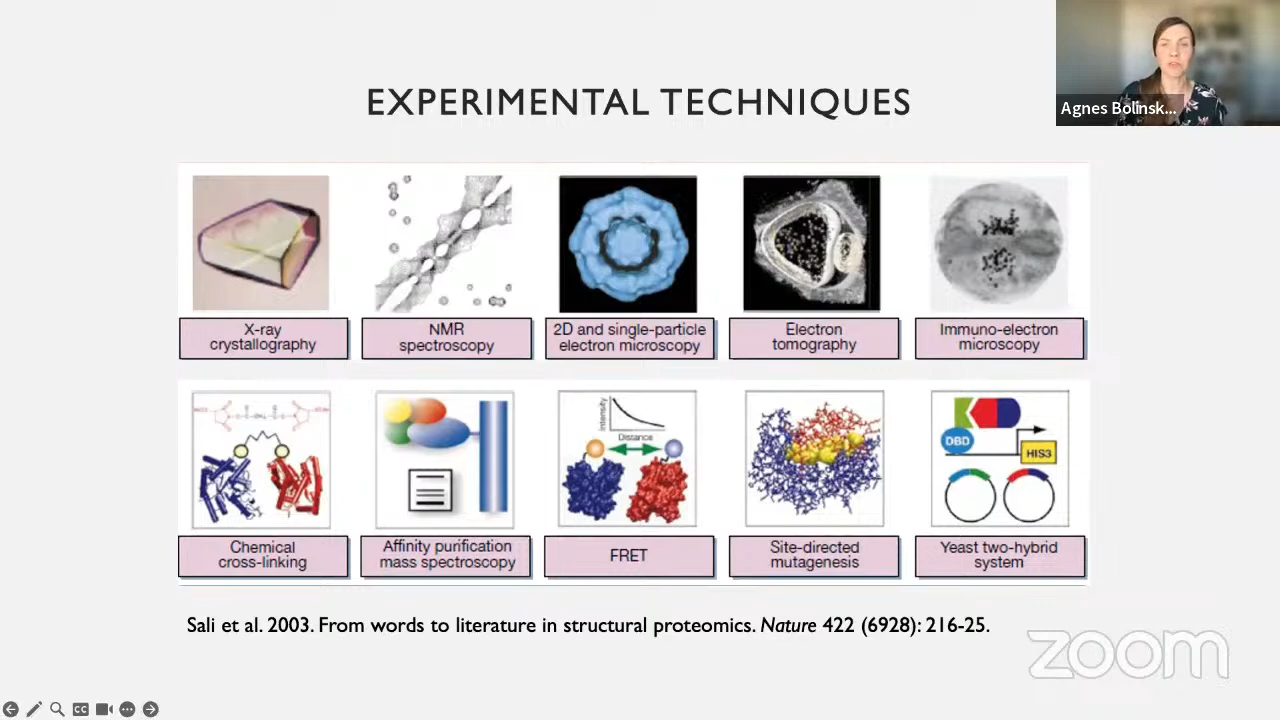 EXPERIMENTAL TECHNIQUES
Agnes Bolinsk...
X-ray
crystallography
NMR
spectroscopy
2D and single-particle
electron microscopy
Electron
tomography
Immuno-electron
microscopy
Intensity
Distance
DBD
HIS3
Chemical
cross-linking
Affinity purification
mass spectroscopy
FRET
Site-directed
mutagenesis
Yeast two-hybrid
system
Sali et al. 2003. From words to literature in structural proteomics. Nature 422 (6928): 216-25.
zoom
CC